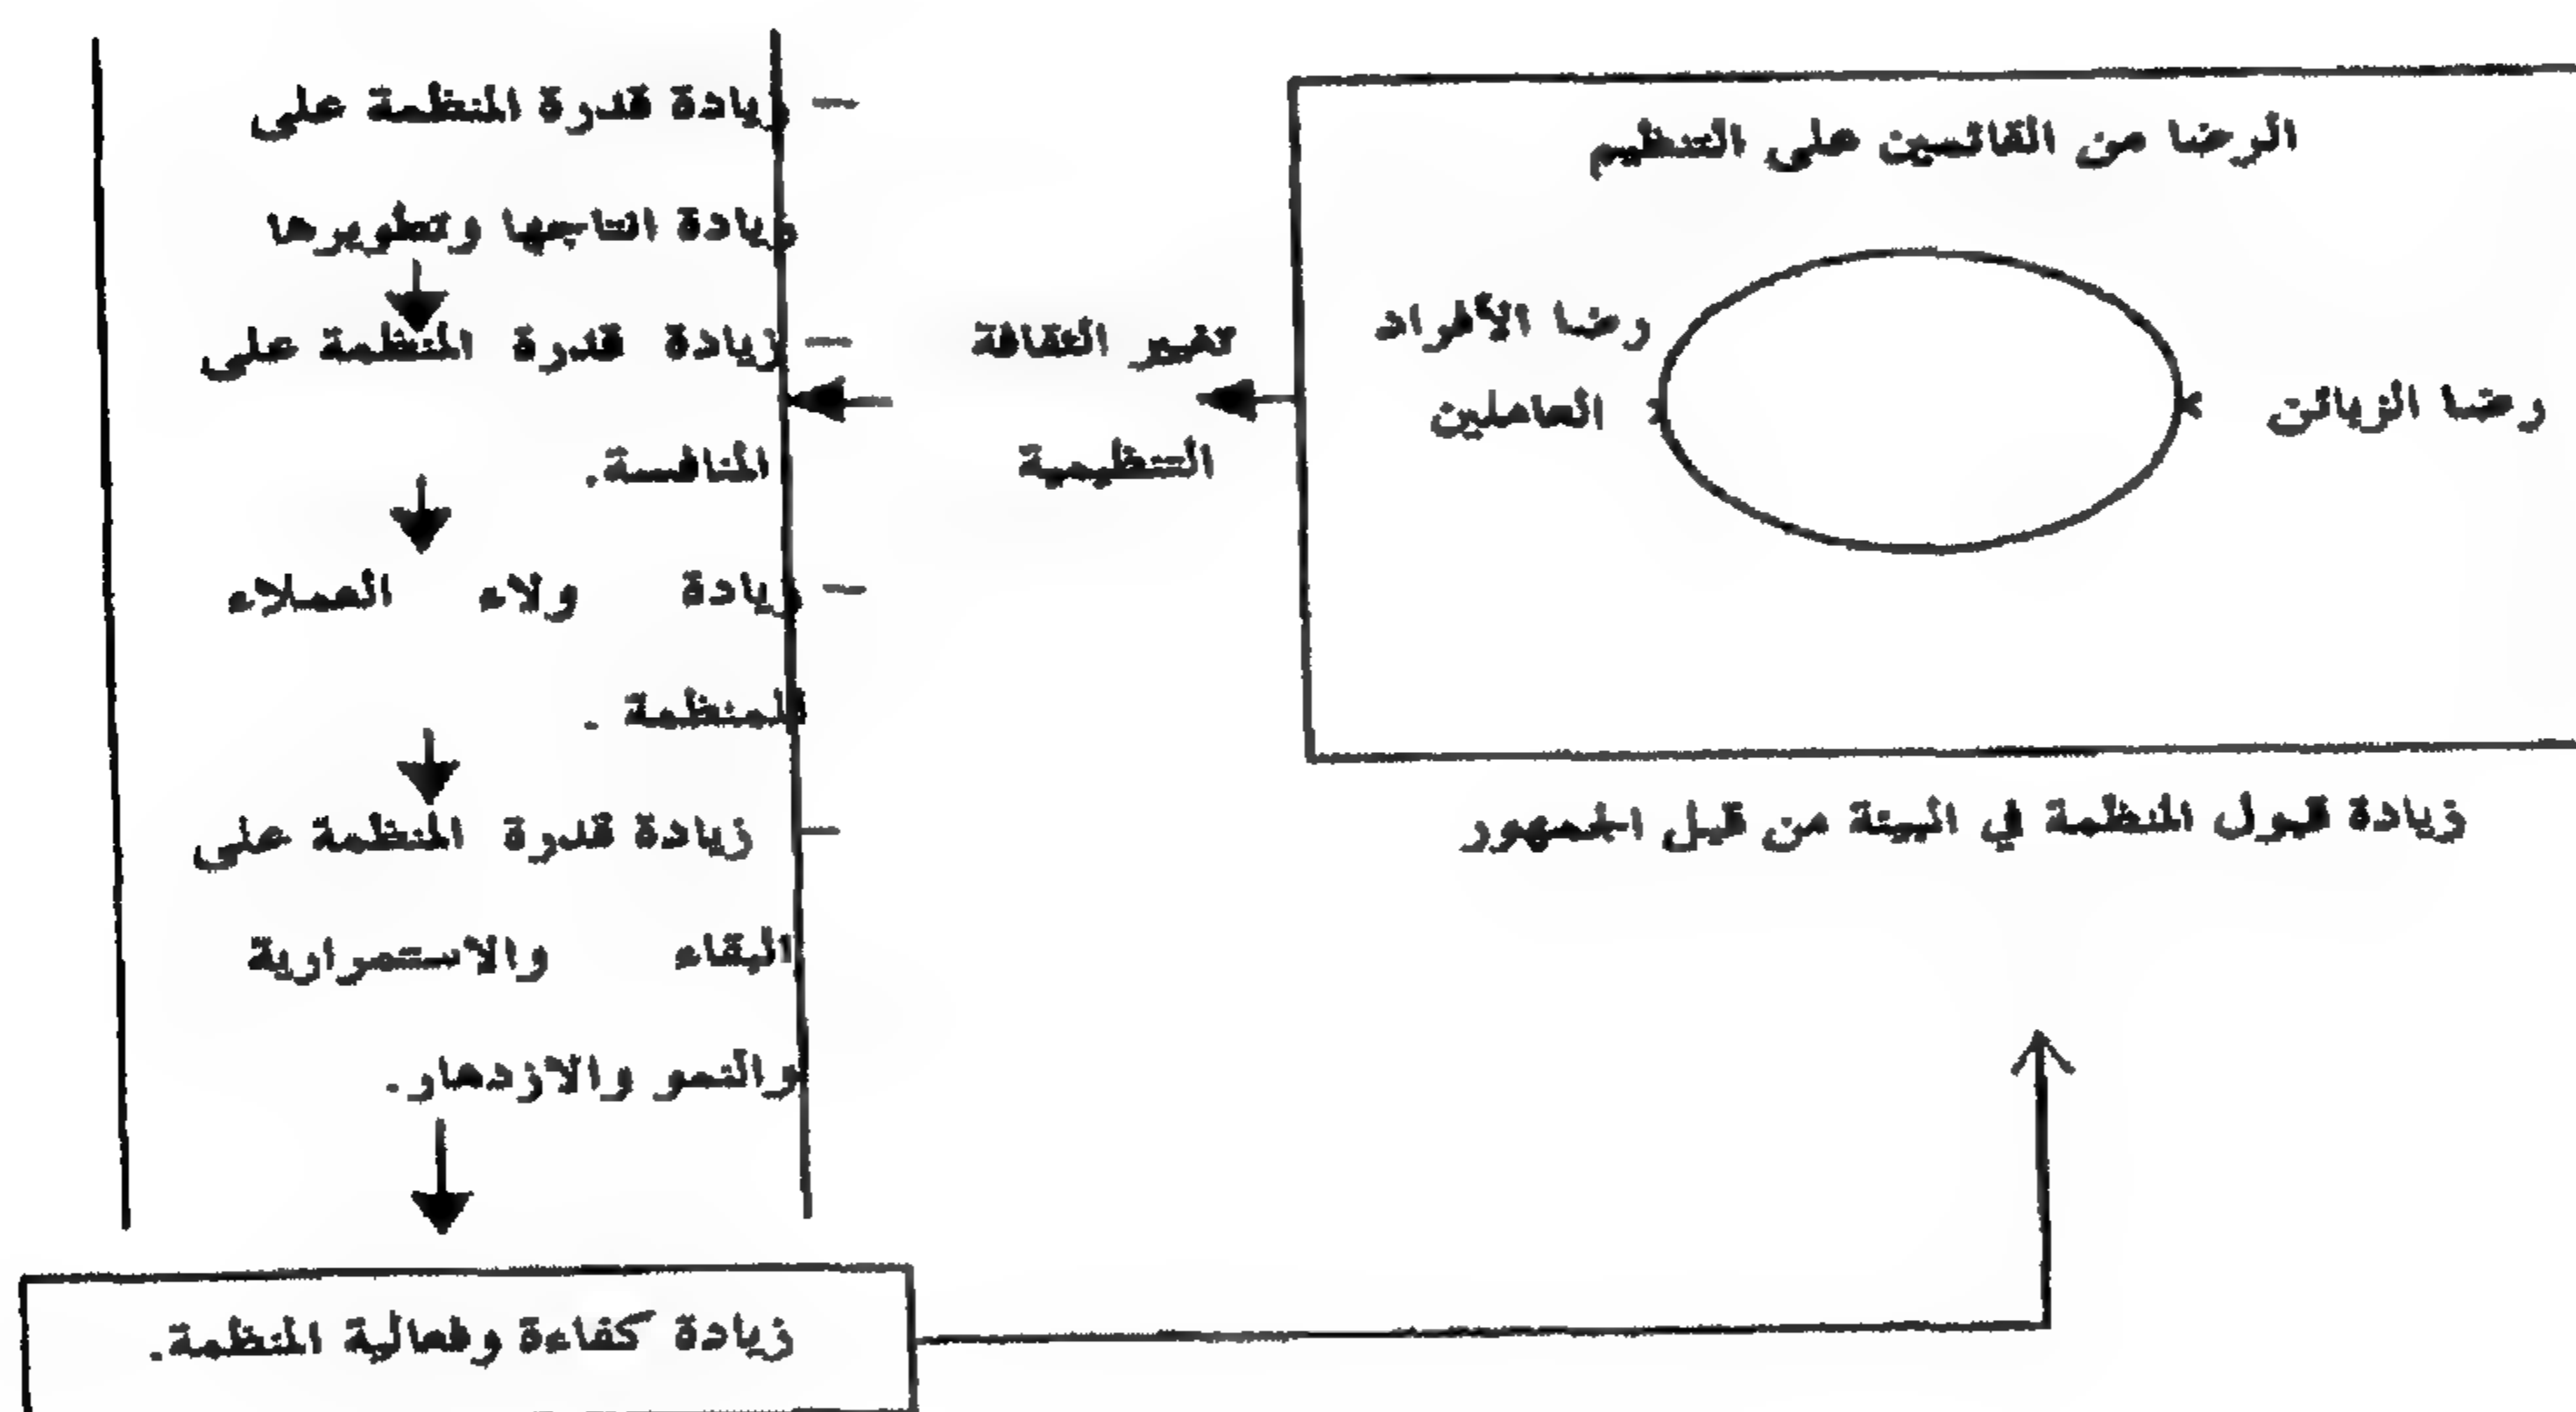 الرضا من القائمين على التنظيم
رضا الزبائن
رضا الأفراد
العاملين
زيادة قبول المنظمة في البيئة من قبل الجمهور
تغيير الثقافة
التنظيمية
– زيادة قدرة المنظمة على
زيادة انتاجها وتطويرها
– زيادة قدرة المنظمة على
المنافسة.
– زيادة ولاء العملاء
للمنظمة .
– زيادة قدرة المنظمة على
البقاء والاستمرارية
والنمو والازدهار.
زيادة كفاءة وفعالية المنظمة.